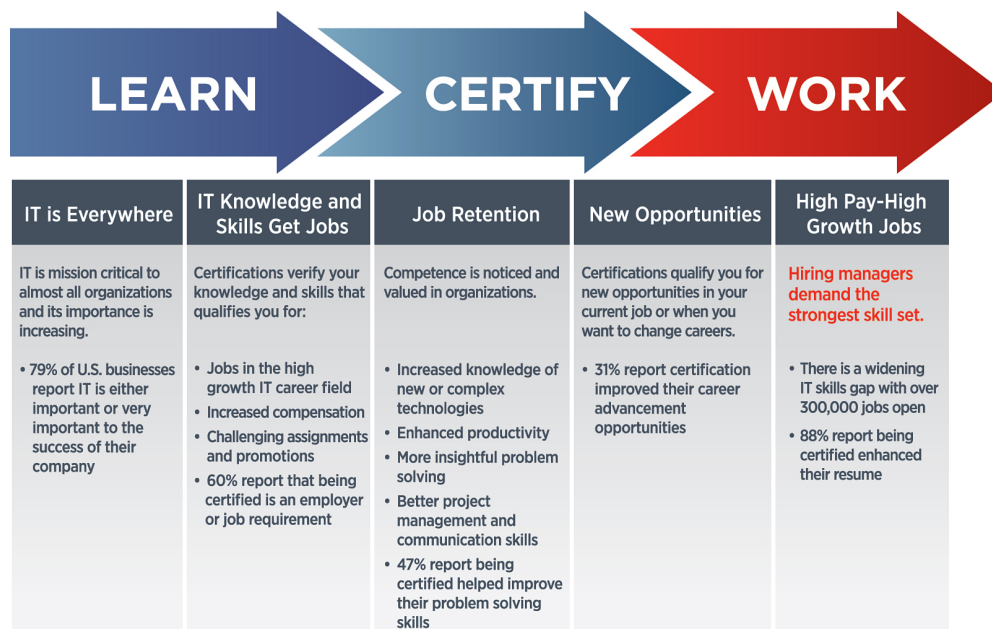 LEARN
CERTIFY
WORK
IT is Everywhere
IT is mission critical to
almost all organizations
and its importance is
increasing.
• 79% of U.S. businesses
report IT is either
important or very
important to the
success of their
company
IT Knowledge and
Skills Get Jobs
Certifications verify your
knowledge and skills that
qualifies you for:
• Jobs in the high
growth IT career field
• Increased compensation
• Challenging assignments
and promotions
• 60% report that being
certified is an employer
or job requirement
Job Retention
Competence is noticed and
valued in organizations.
• Increased knowledge of
new or complex
technologies
• Enhanced productivity
• More insightful problem
solving
• Better project
management and
communication skills
• 47% report being
certified helped improve
their problem solving
skills
New Opportunities
Certifications qualify you for
new opportunities in your
current job or when you
want to change careers.
• 31% report certification
improved their career
advancement
opportunities
High Pay-High
Growth Jobs
Hiring managers
demand the
strongest skill set.
• There is a widening
IT skills gap with over
300,000 jobs open
• 88% report being
certified enhanced
their resume